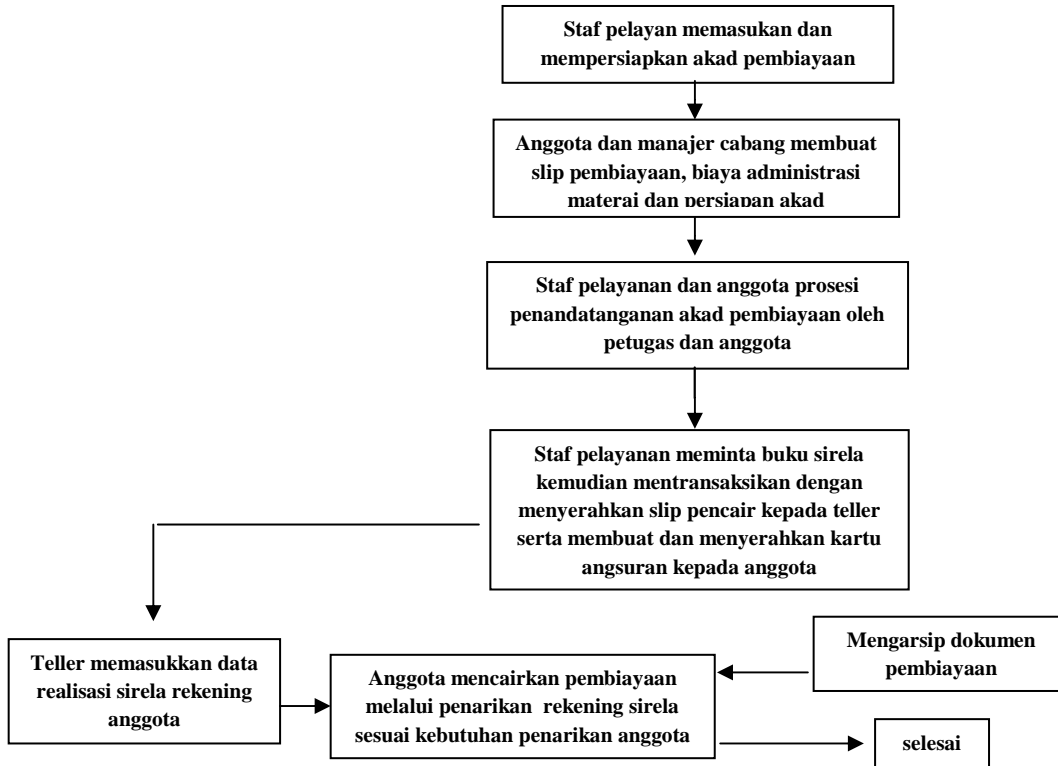 Staf pelayan memasukan dan
mempersiapkan akad pembiayaan
Anggota dan manajer cabang membuat
slip pembiayaan, biaya administrasi
materai dan persiapan akad
Staf pelayanan dan anggota prosesi
penandatanganan akad pembiayaan oleh
petugas dan anggota
Staf pelayanan meminta buku sirela
kemudian mentransaksikan dengan
menyerahkan slip pencair kepada teller
serta membuat dan menyerahkan kartu
angsuran kepada anggota
Teller memasukkan data
realisasi sirela rekening
anggota
Anggota mencairkan pembiayaan
melalui penarikan rekening sirela
sesuai kebutuhan penarikan anggota
Mengarsip dokumen
pembiayaan
selesai